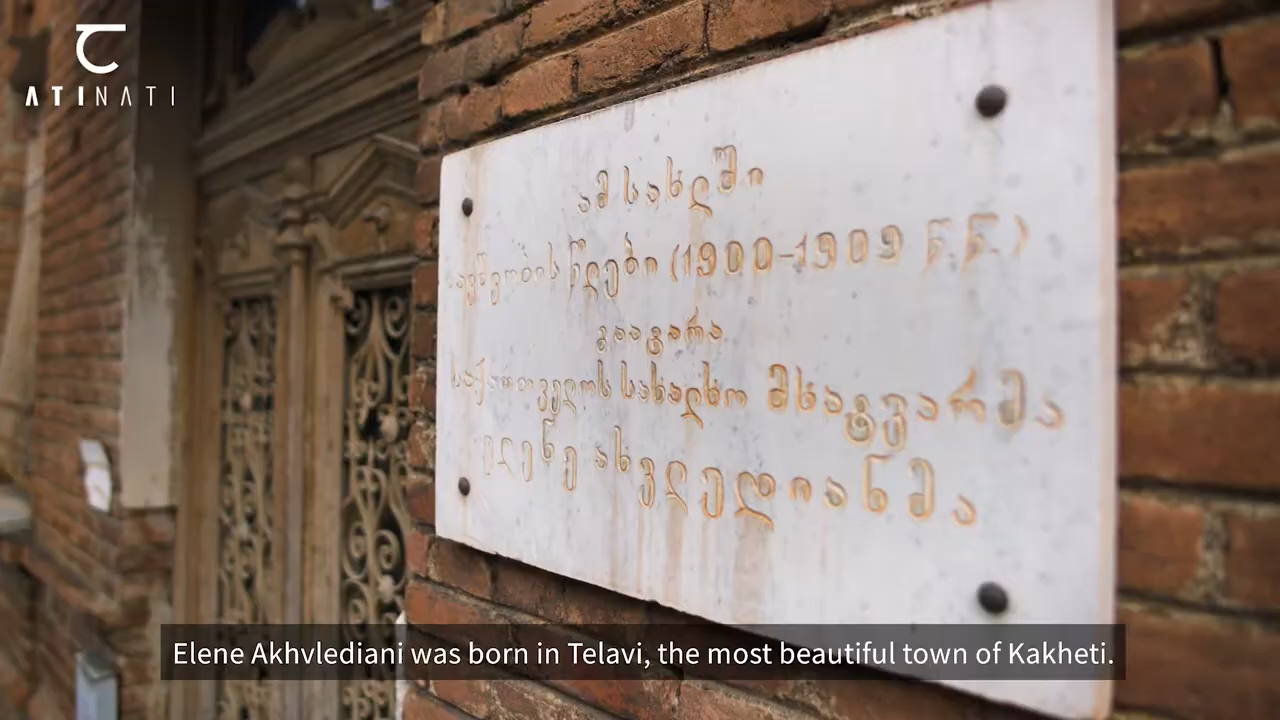 ATINATI
ამ სახლში
ბავშვობის წლები (1900-1909 წ.წ.)
გაატარა
საქართველოს სახალხო მხატვარმა
ელენე ახვლედიანმა
Elene Akhvlediani was born in Telavi, the most beautiful town of Kakheti.